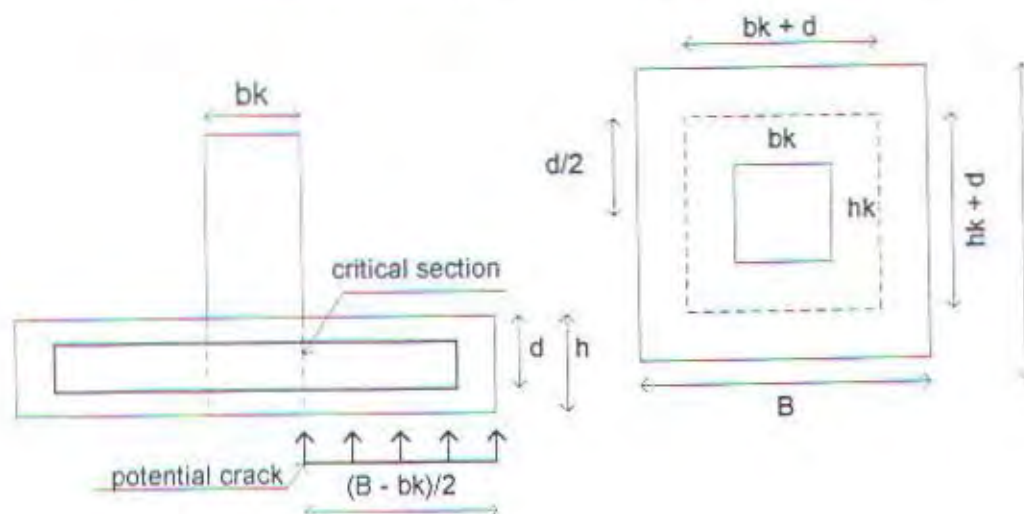 bk
critical section
d
h
potential crack
(B - bk)/2
bk + d
d/2
bk
hk
hk + d
B